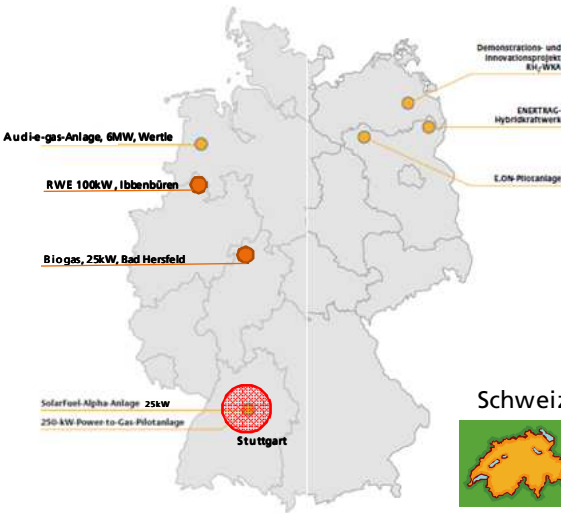 Demonstrations- und
Innovationsprojekt
RH₂-WKA
ENERTRAG-
Hybridkraftwerk
Audi-e-gas-Anlage, 6MW, Wertle
E.ON-Pilotanlage
RWE 100kW, Ibbenbüren
Biogas, 25kW, Bad Hersfeld
Schweiz
SolarFuel-Alpha-Anlage 25kW
250-kW-Power-to-Gas-Pilotanlage
Stuttgart